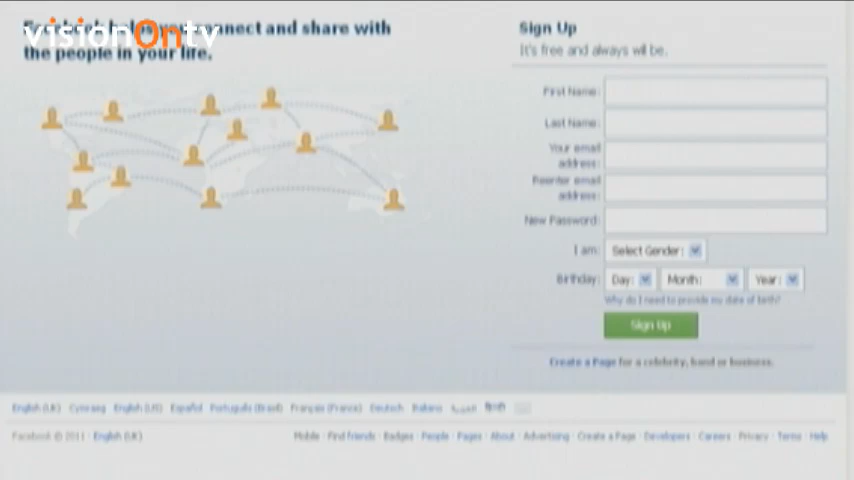 visionOntv
Facebook helps you connect and share with
the people in your life.
Sign Up
It's free and always will be.
First Name:
Last Name:
Your email
address:
Reenter email
address:
New Password:
I am: Select Gender:
Birthday: Day: Month: Year:
Why do I need to provide my date of birth?
Sign Up
Create a Page for a celebrity, band or business.
English (UK) Cymraeg English (US) Español Português (Brasil) Français (France) Deutsch Italiano العربية हिन्दी
Facebook © 2011 · English (UK)
Mobile · Find Friends · Badges · People · Pages · About · Advertising · Create a Page · Developers · Careers · Privacy · Terms · Help